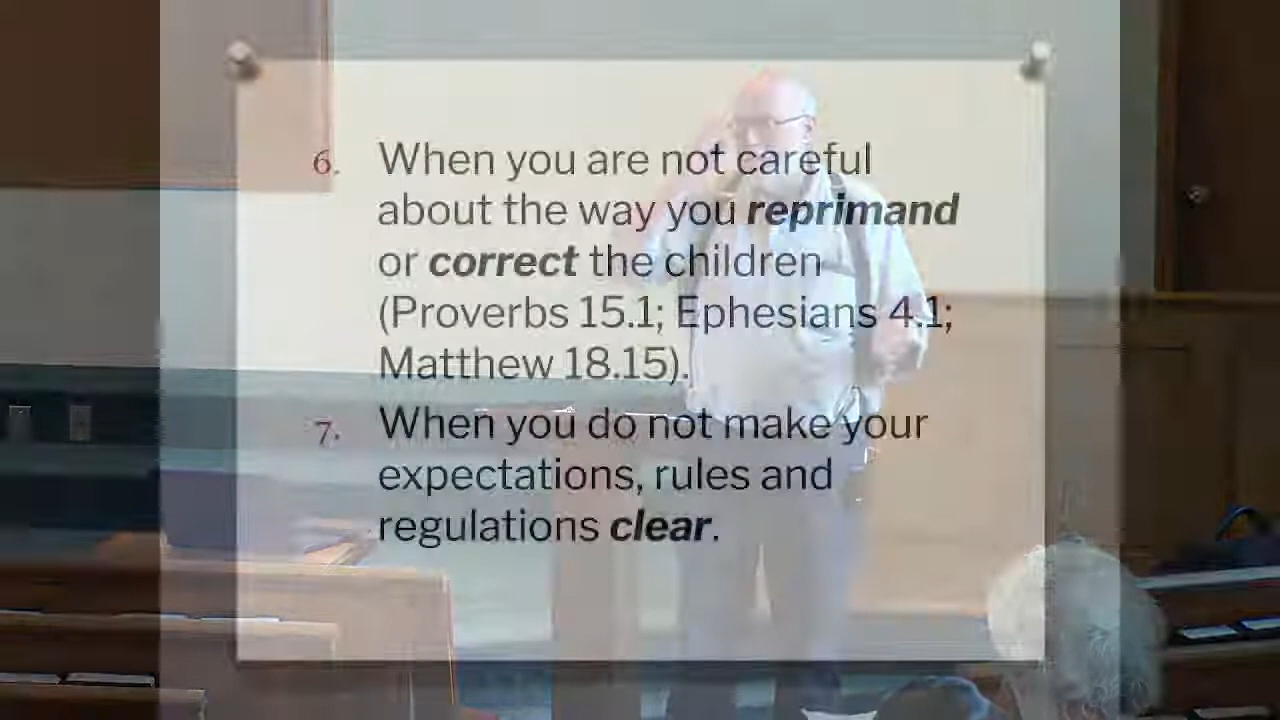 6. When you are not careful
about the way you reprimand
or correct the children
(Proverbs 15.1; Ephesians 4.1;
Matthew 18.15).
7. When you do not make your
expectations, rules and
regulations clear.